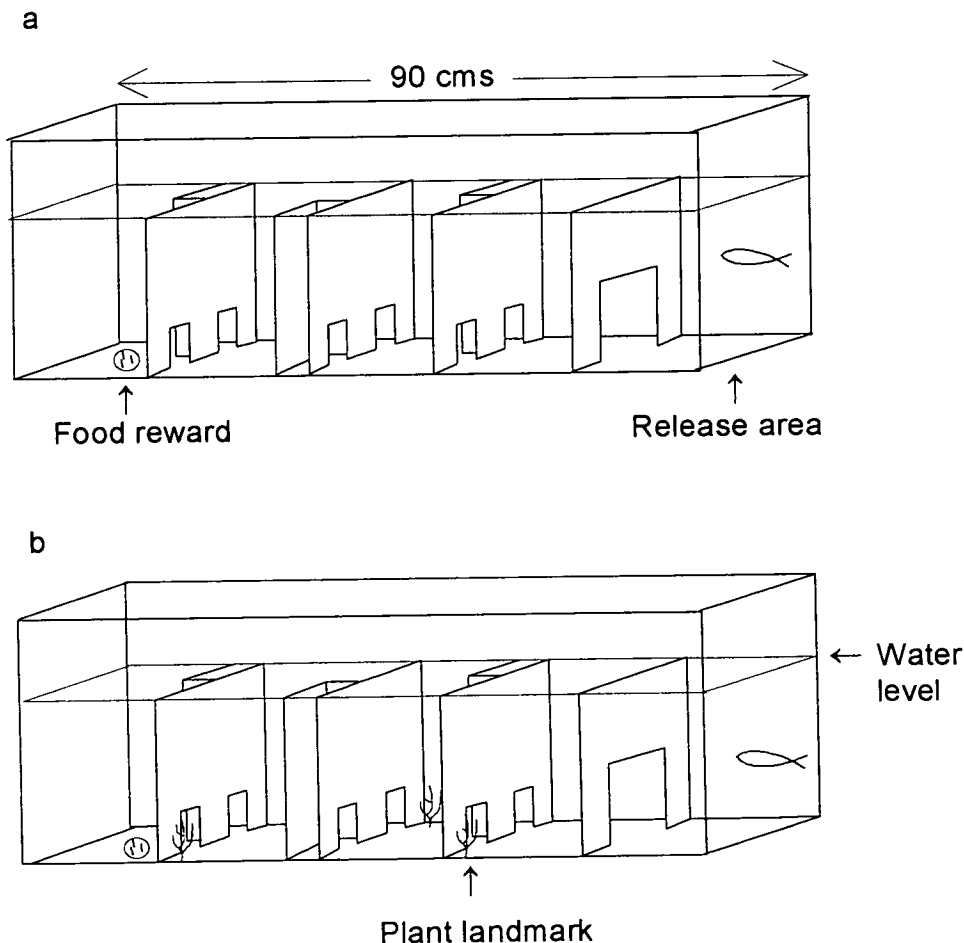 a
90 cms
Food reward
Release area
b
Water
level
Plant landmark